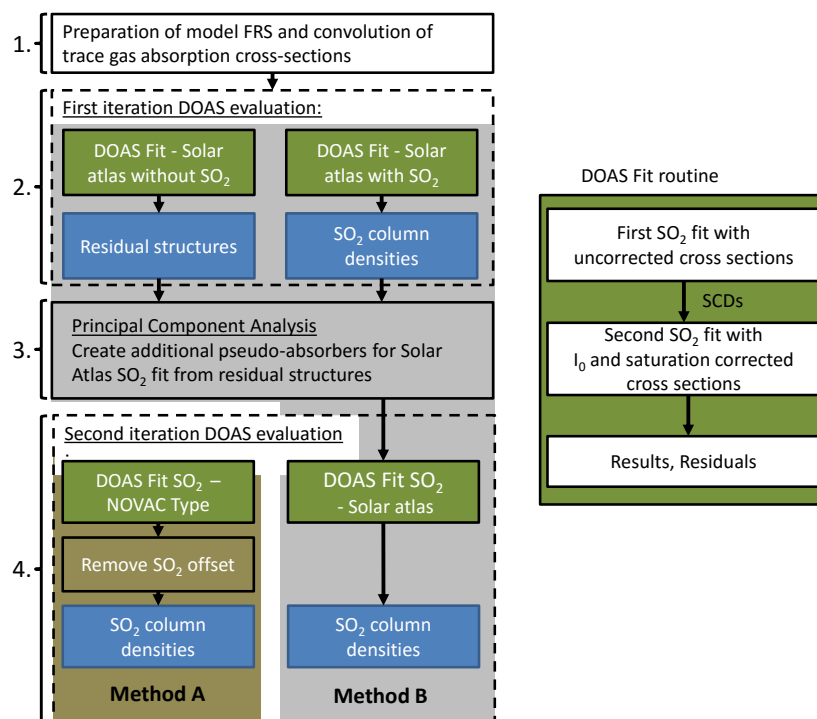 1.
Preparation of model FRS and convolution of
trace gas absorption cross-sections
2.
First iteration DOAS evaluation:
DOAS Fit - Solar
atlas without SO₂
DOAS Fit - Solar
atlas with SO₂
Residual structures
SO₂ column
densities
3.
Principal Component Analysis
Create additional pseudo-absorbers for Solar
Atlas SO₂ fit from residual structures
4.
Second iteration DOAS evaluation
.
DOAS Fit SO₂ –
NOVAC Type
Remove SO₂ offset
SO₂ column
densities
Method A
DOAS Fit SO₂
- Solar atlas
SO₂ column
densities
Method B
DOAS Fit routine
First SO₂ fit with
uncorrected cross sections
SCDs
Second SO₂ fit with
I₀ and saturation corrected
cross sections
Results, Residuals